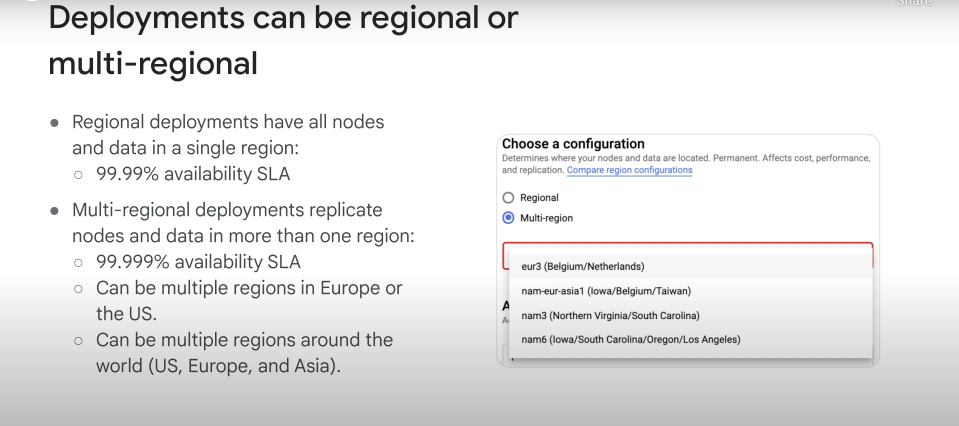 Share
Deployments can be regional or
multi-regional
● Regional deployments have all nodes
and data in a single region:
○ 99.99% availability SLA
● Multi-regional deployments replicate
nodes and data in more than one region:
○ 99.999% availability SLA
○ Can be multiple regions in Europe or
the US.
○ Can be multiple regions around the
world (US, Europe, and Asia).
Choose a configuration
Determines where your nodes and data are located. Permanent. Affects cost, performance,
and replication. Compare region configurations
Regional
Multi-region
eur3 (Belgium/Netherlands)
nam-eur-asia1 (Iowa/Belgium/Taiwan)
nam3 (Northern Virginia/South Carolina)
nam6 (Iowa/South Carolina/Oregon/Los Angeles)